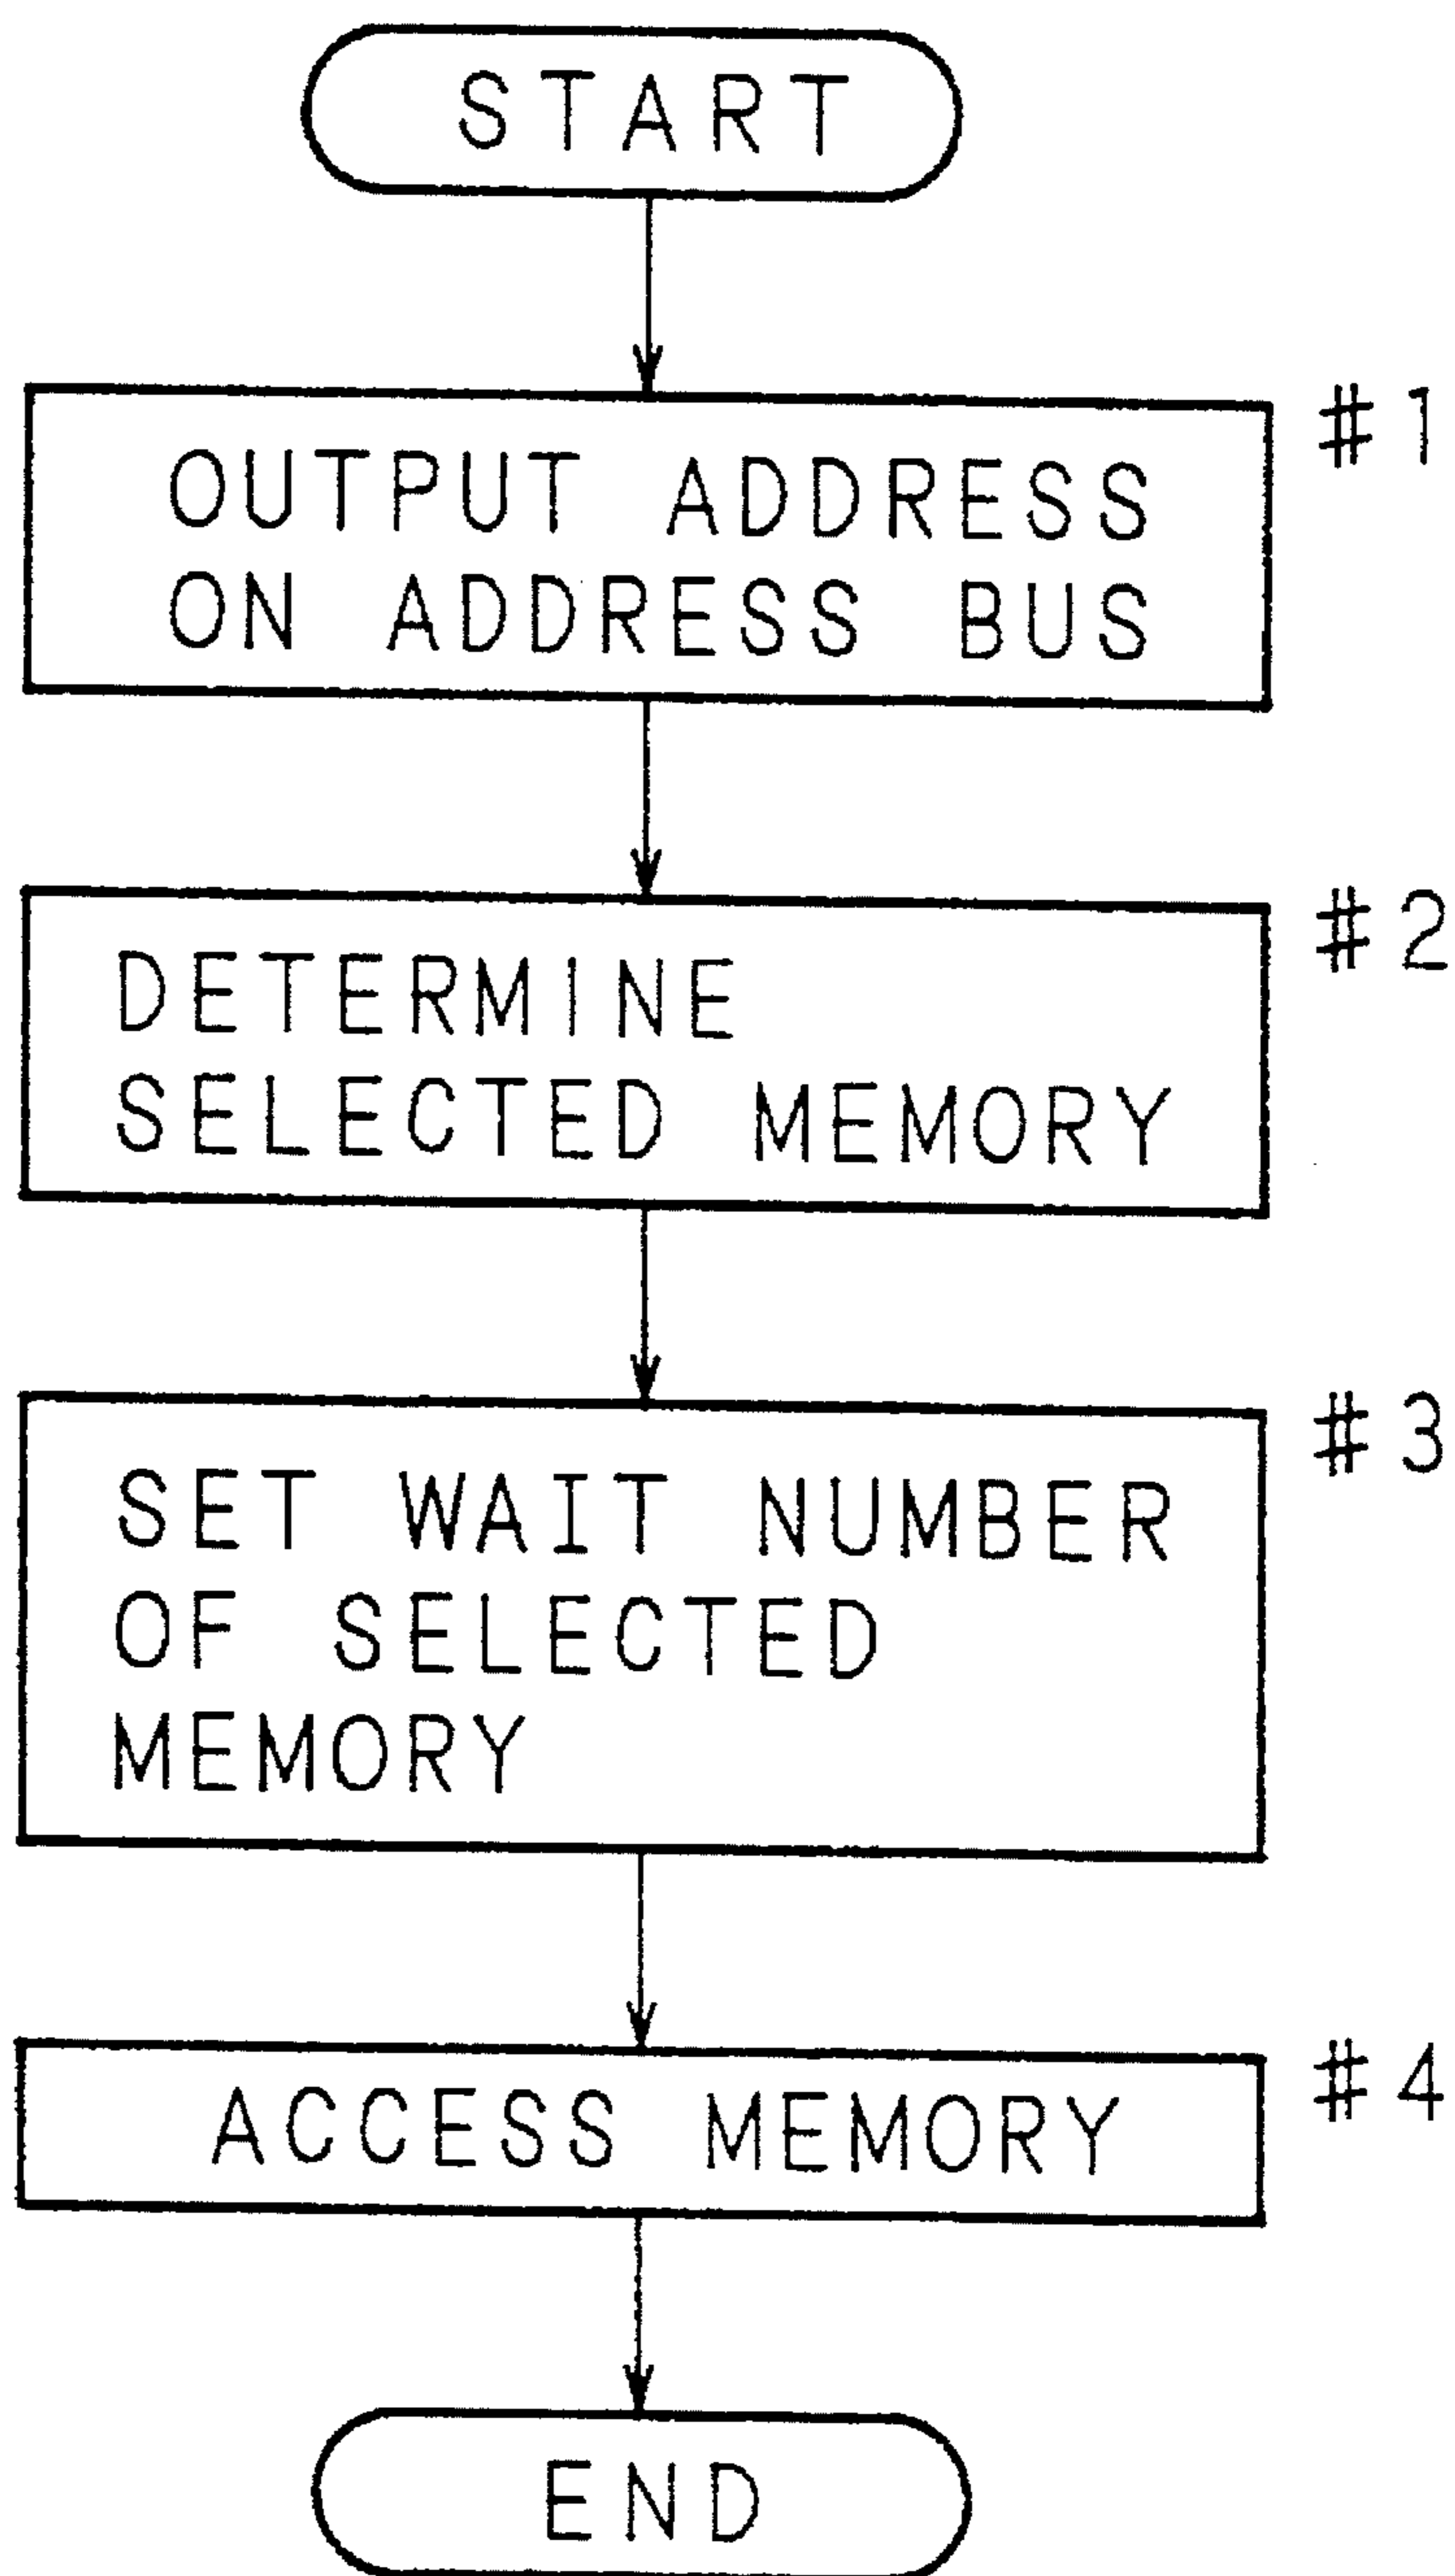 START
#1
OUTPUT ADDRESS
ON ADDRESS BUS
#2
DETERMINE
SELECTED MEMORY
#3
SET WAIT NUMBER
OF SELECTED
MEMORY
#4
ACCESS MEMORY
END